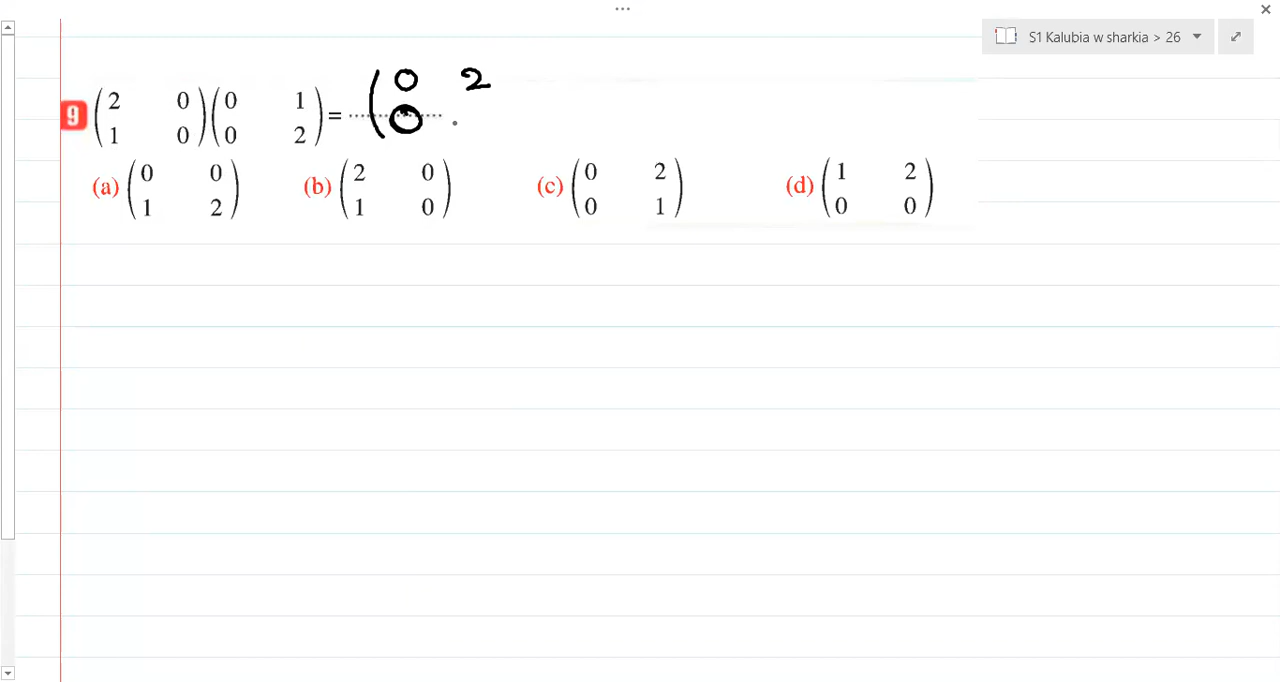 ...
S1 Kalubia w sharkia > 26
9 (2 0 (0 1 = (0 2
1 0) 0 2) 0
(a) (0 0 (b) (2 0 (c) (0 2 (d) (1 2
1 2) 1 0) 0 1) 0 0)